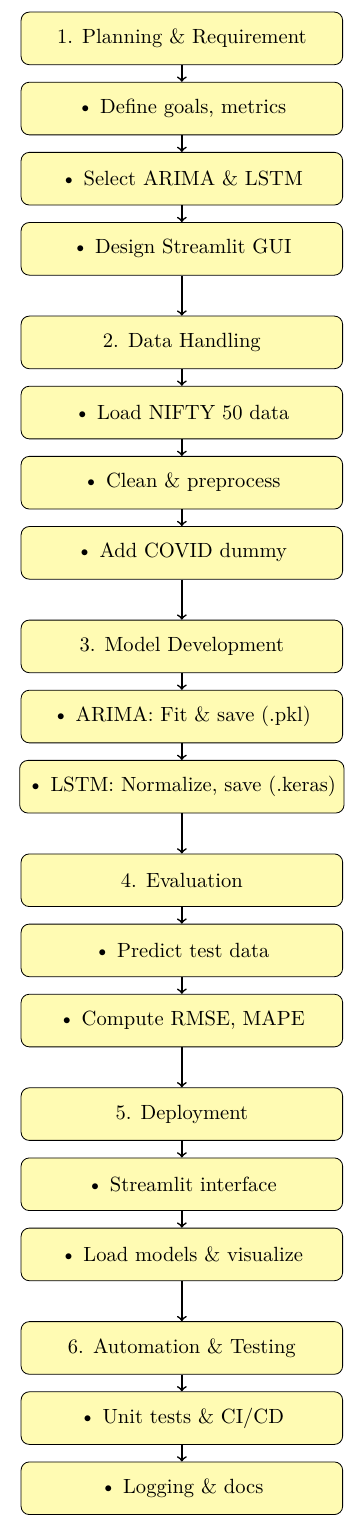 1. Planning & Requirement
• Define goals, metrics
• Select ARIMA & LSTM
• Design Streamlit GUI
2. Data Handling
• Load NIFTY 50 data
• Clean & preprocess
• Add COVID dummy
3. Model Development
• ARIMA: Fit & save (.pkl)
• LSTM: Normalize, save (.keras)
4. Evaluation
• Predict test data
• Compute RMSE, MAPE
5. Deployment
• Streamlit interface
• Load models & visualize
6. Automation & Testing
• Unit tests & CI/CD
• Logging & docs